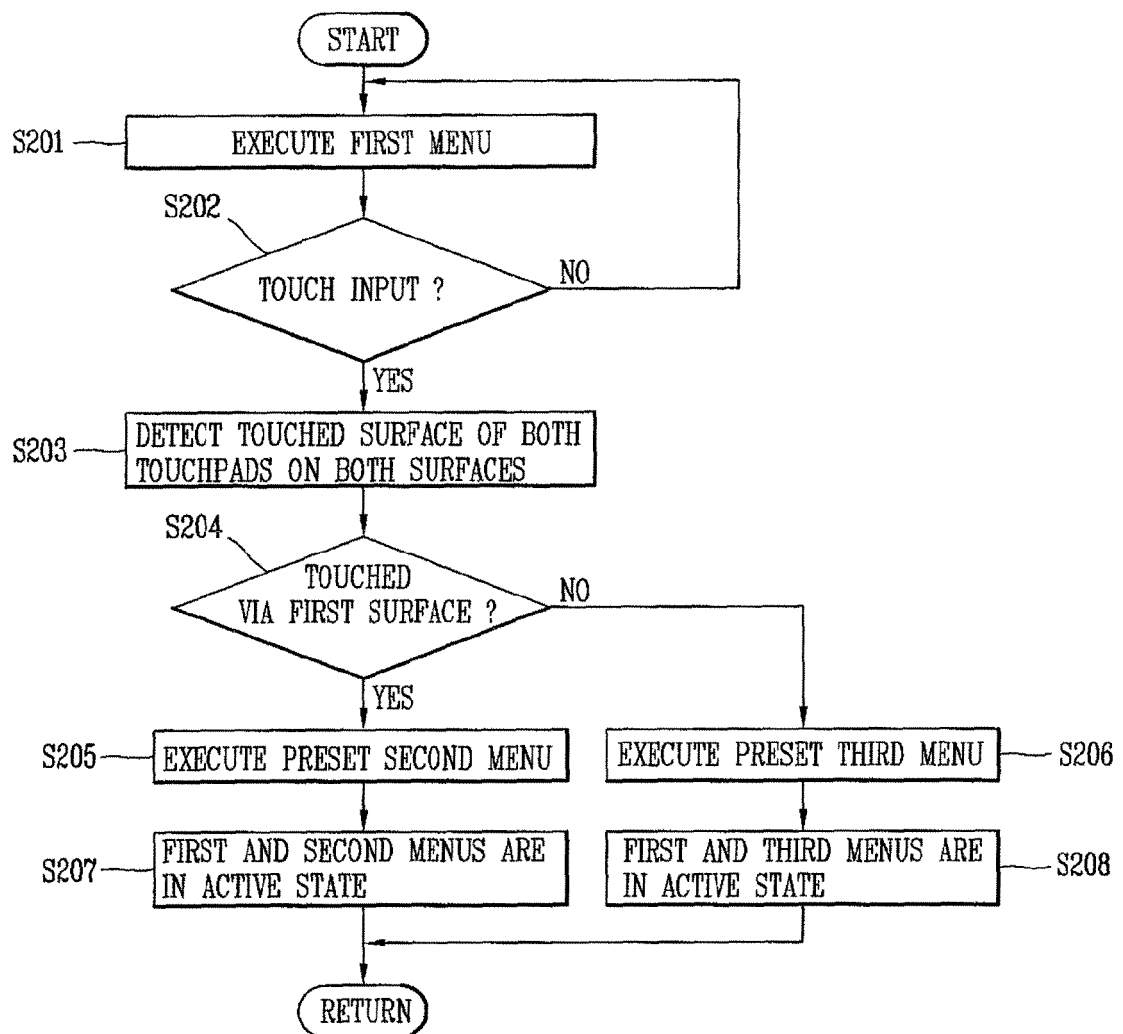 START
S201
EXECUTE FIRST MENU
S202
TOUCH INPUT ?
NO
YES
S203
DETECT TOUCHED SURFACE OF BOTH
TOUCHPADS ON BOTH SURFACES
S204
TOUCHED
VIA FIRST SURFACE ?
NO
YES
S205
EXECUTE PRESET SECOND MENU
EXECUTE PRESET THIRD MENU
S206
S207
FIRST AND SECOND MENUS ARE
IN ACTIVE STATE
FIRST AND THIRD MENUS ARE
IN ACTIVE STATE
S208
RETURN